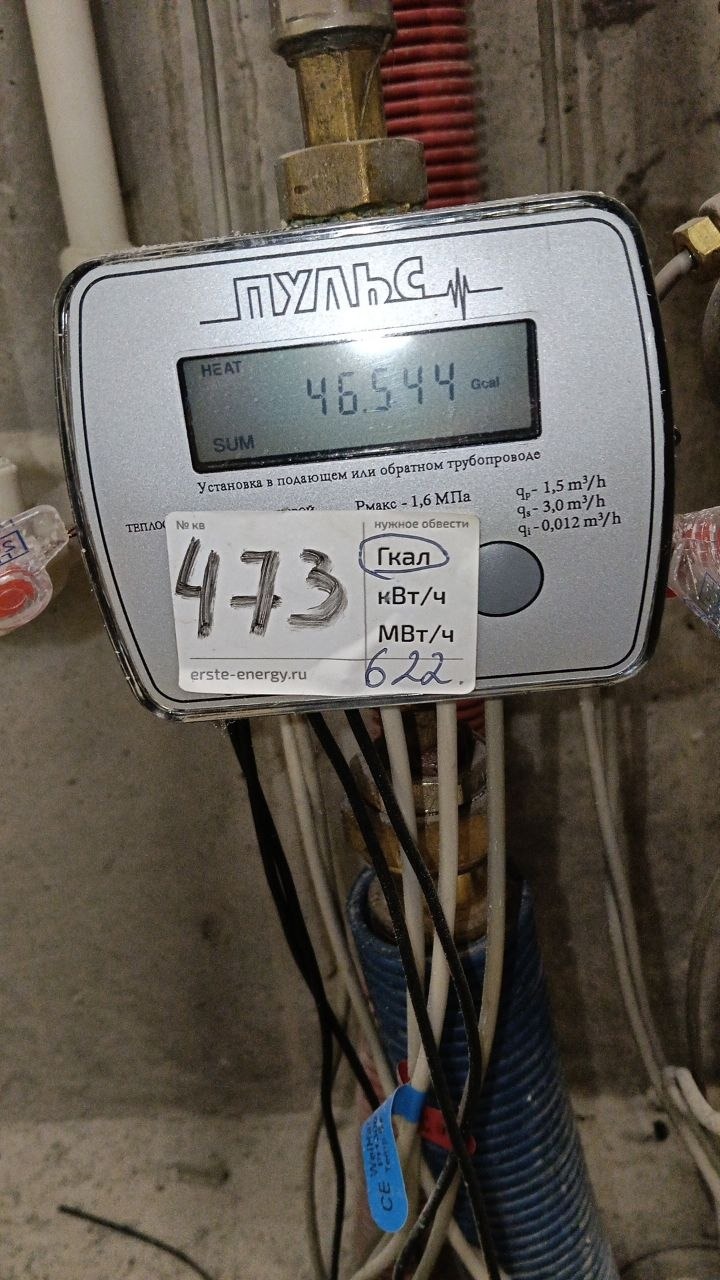 ПУЛЬС
HEAT
46.544 Gcal
SUM
Установка в подающем или обратном трубопроводе
Рмакс - 1,6 МПа
qₚ- 1,5 m³/h
qₛ- 3,0 m³/h
qᵢ-0,012 m³/h
№ кв
нужное обвести
473
Гкал
кВт/ч
МВт/ч
erste-energy.ru
622.
CE